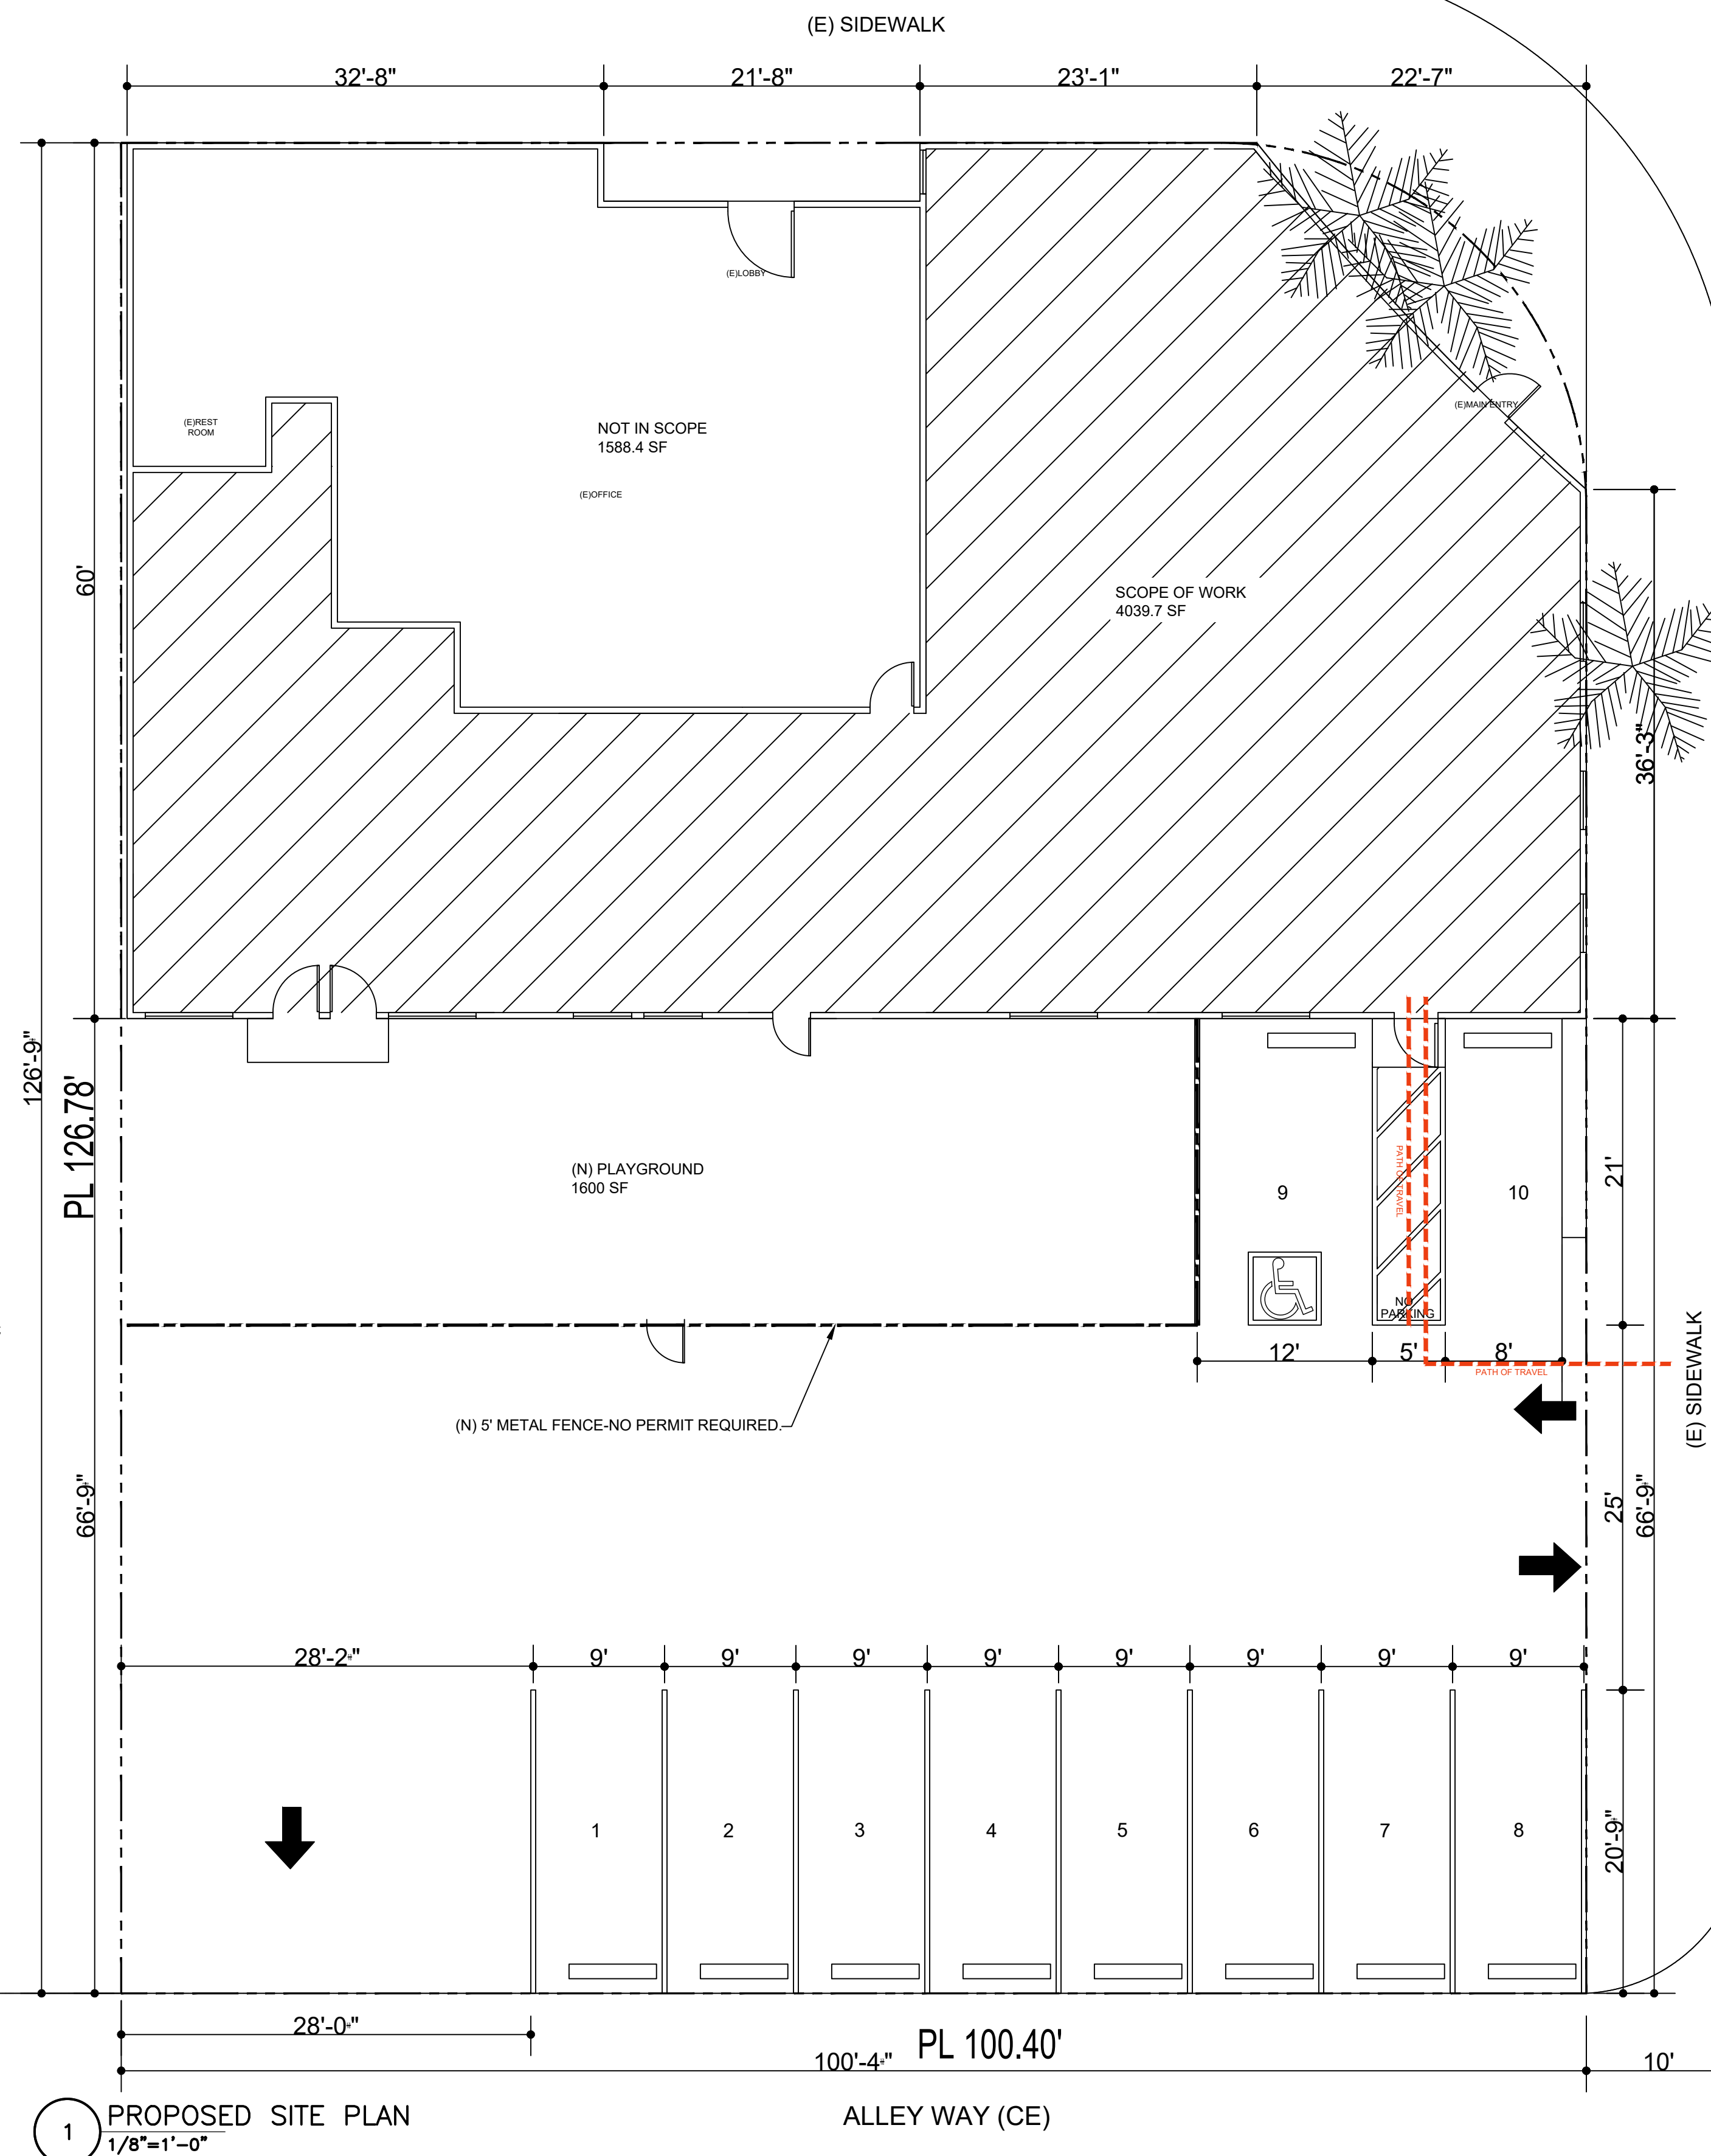 (E) SIDEWALK
32'-8"
21'-8"
23'-1"
22'-7"
(E)LOBBY
(E)MAIN ENTRY
(E)REST
ROOM
NOT IN SCOPE
1588.4 SF
(E)OFFICE
60'
SCOPE OF WORK
4039.7 SF
36'-3"
126'-9"
PL 126.78'
(N) PLAYGROUND
1600 SF
9
PATH OF TRAVEL
10
21'
NO
PARKING
12'
5'
8'
PATH OF TRAVEL
(E) SIDEWALK
(N) 5' METAL FENCE-NO PERMIT REQUIRED.
66'-9"
25'
66'-9"
28'-2"
9'
9'
9'
9'
9'
9'
9'
9'
1
2
3
4
5
6
7
8
20'-9"
28'-0"
PL 100.40'
100'-4"
10'
1
PROPOSED SITE PLAN
1/8"=1'-0"
ALLEY WAY (CE)